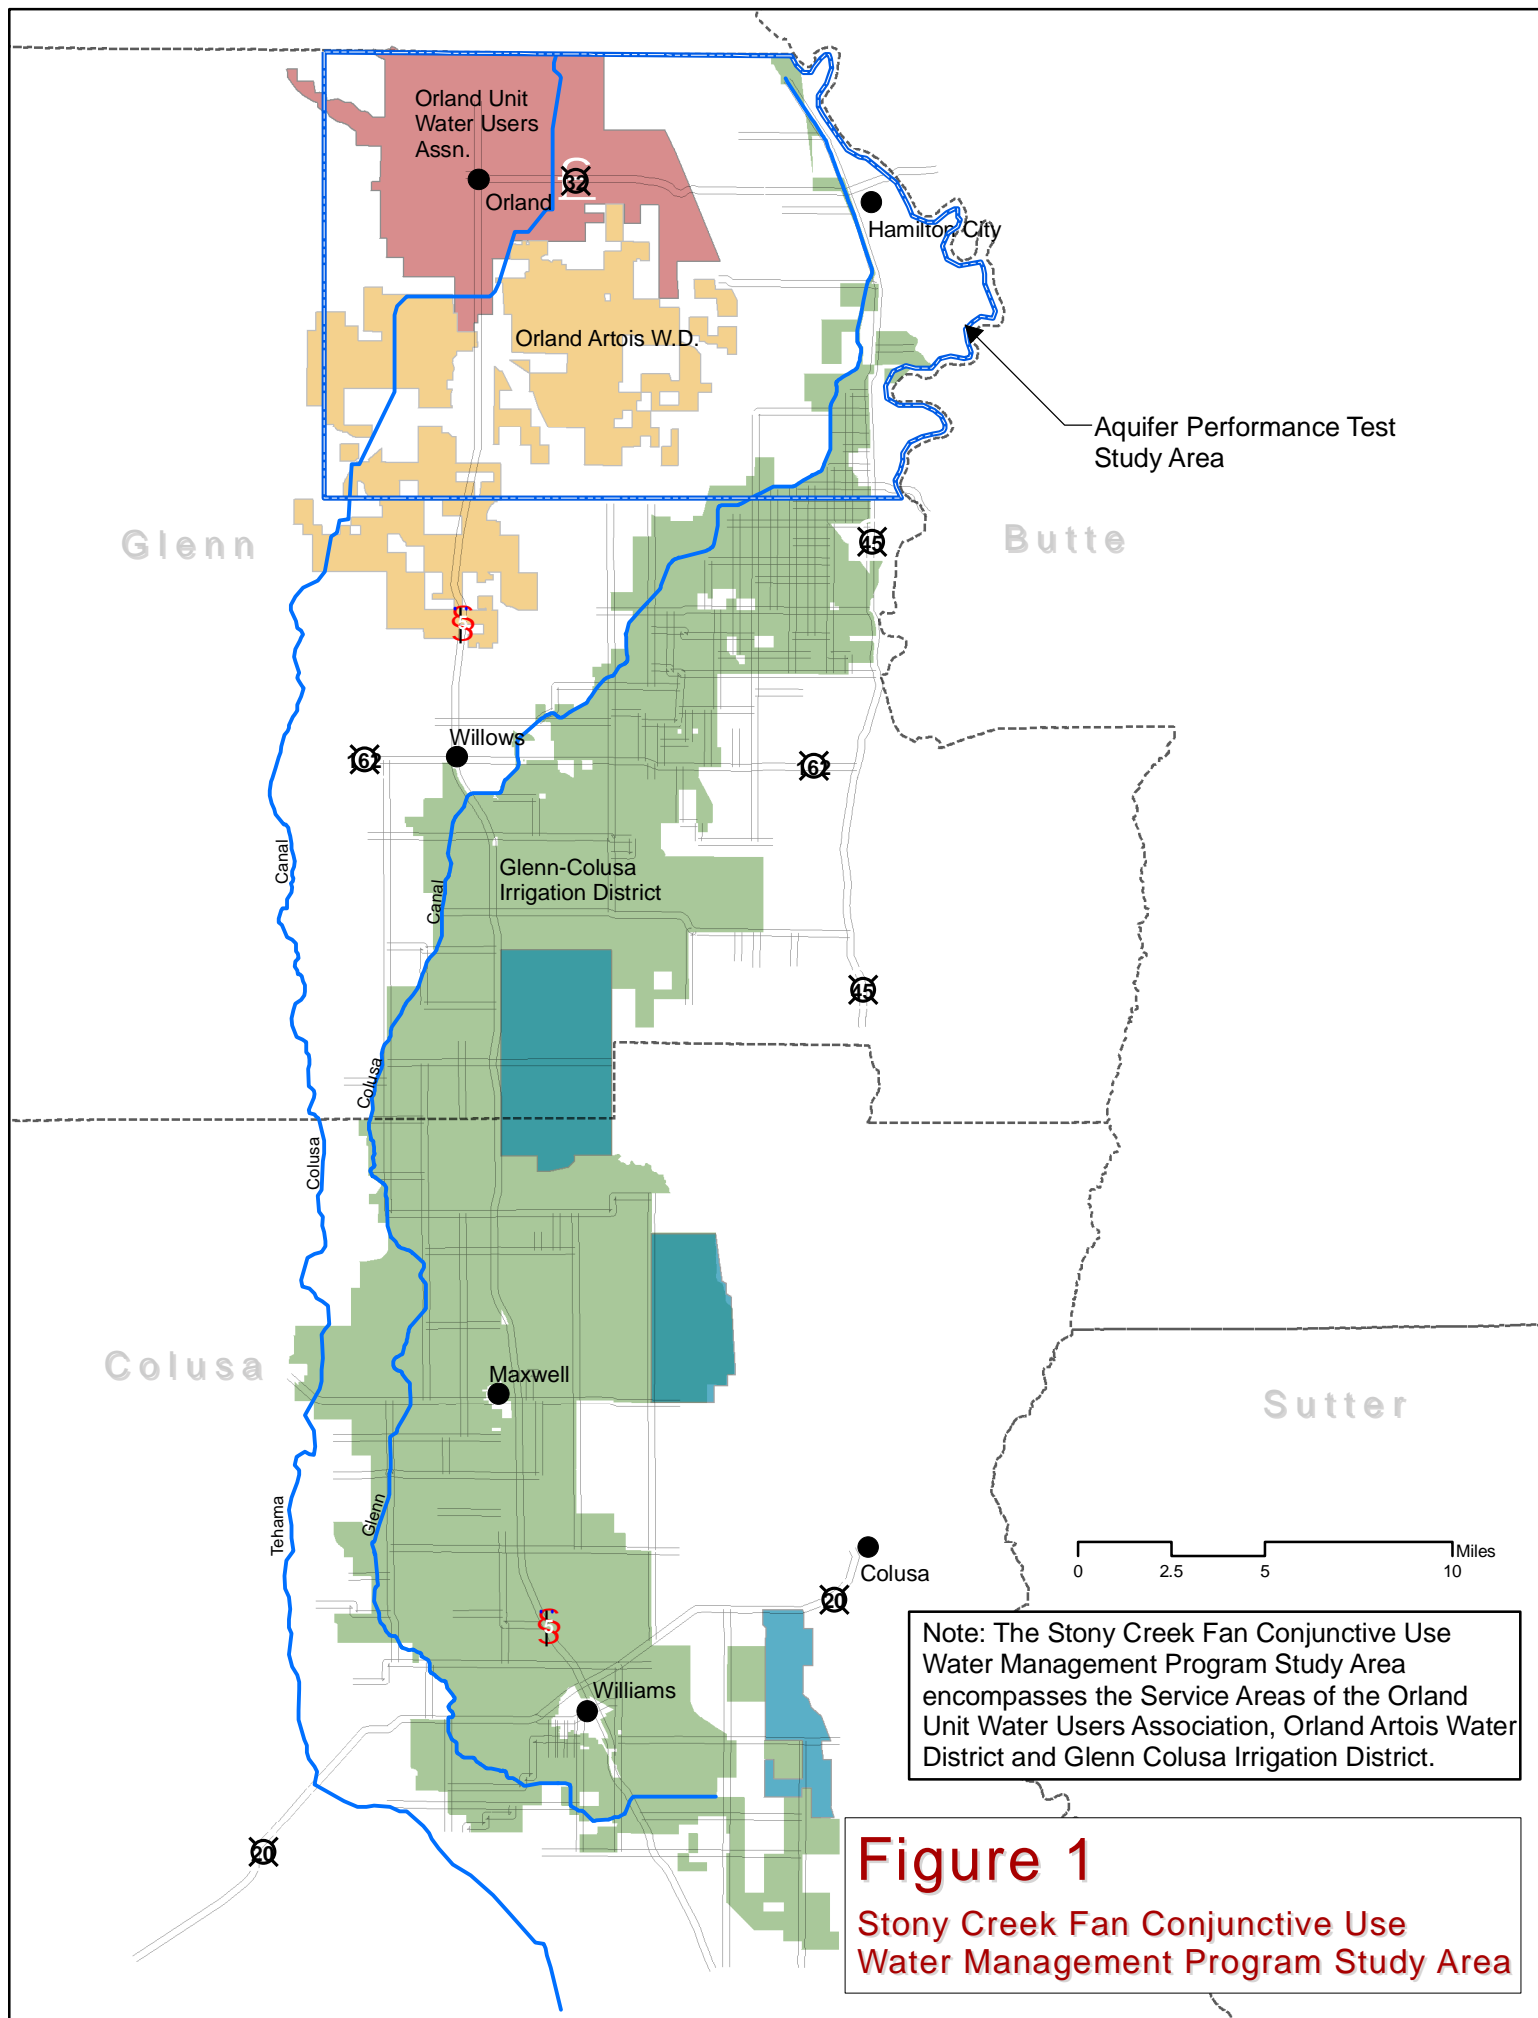 Orland Unit
Water Users
Assn.
32
Orland
Hamilton City
Orland Artois W.D.
Aquifer Performance Test
Study Area
Glenn
Butte
45
5
Willows
162
162
Canal
Glenn-Colusa
Irrigation District
Canal
45
Colusa
Colusa
Colusa
Maxwell
Sutter
Tehama
Glenn
0
2.5
5
10
Miles
Colusa
20
5
Williams
Note: The Stony Creek Fan Conjunctive Use
Water Management Program Study Area
encompasses the Service Areas of the Orland
Unit Water Users Association, Orland Artois Water
District and Glenn Colusa Irrigation District.
20
Figure 1
Stony Creek Fan Conjunctive Use
Water Management Program Study Area